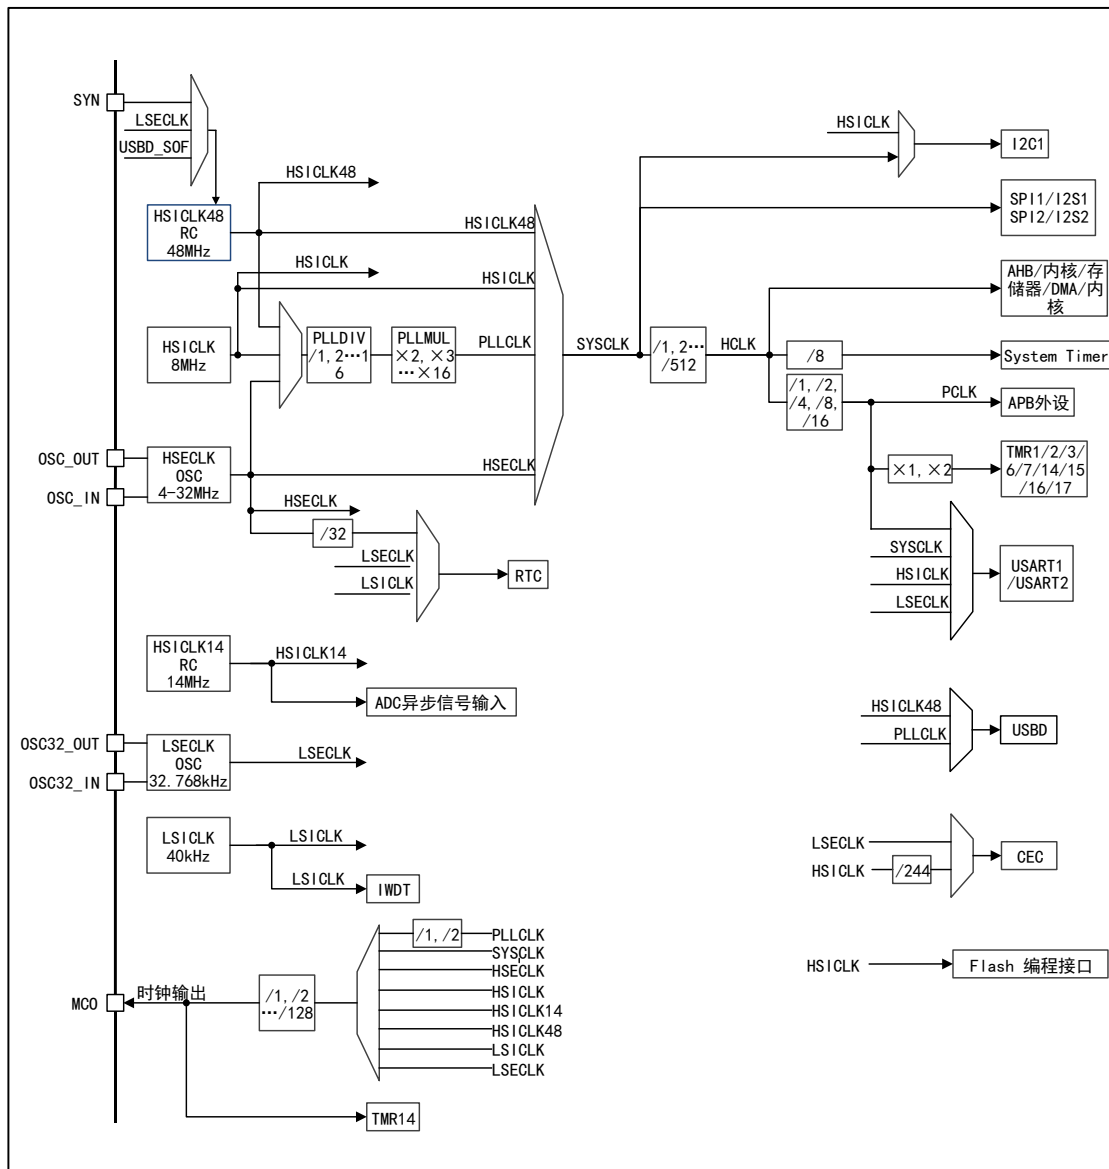 SYN
LSECLK
USBD_SOF
HSICLK48
RC
48MHz
HSICLK48
HSICLK48
HSICLK
HSICLK
HSICLK
8MHz
PLLDIV
/1, 2…1
6
PLLMUL
×2, ×3
…×16
PLLCLK
SYSCLK
/1, 2…
/512
HCLK
HSICLK
I2C1
SPI1/I2S1
SPI2/I2S2
AHB/内核/存
储器/DMA/内
核
/8
System Timer
/1, /2,
/4, /8,
/16
PCLK
APB外设
×1, ×2
TMR1/2/3/
6/7/14/15
/16/17
SYSCLK
HSICLK
LSECLK
USART1
/USART2
OSC_OUT
OSC_IN
HSECLK
OSC
4-32MHz
HSECLK
HSECLK
/32
LSECLK
LSICLK
RTC
HSICLK14
RC
14MHz
HSICLK14
ADC异步信号输入
HSICLK48
PLLCLK
USBD
OSC32_OUT
OSC32_IN
LSECLK
OSC
32.768kHz
LSECLK
LSICLK
40kHz
LSICLK
LSICLK
IWDT
LSECLK
HSICLK
/244
CEC
HSICLK
Flash 编程接口
MCO
时钟输出
/1, /2
…/128
/1, /2
PLLCLK
SYSCLK
HSECLK
HSICLK
HSICLK14
HSICLK48
LSICLK
LSECLK
TMR14